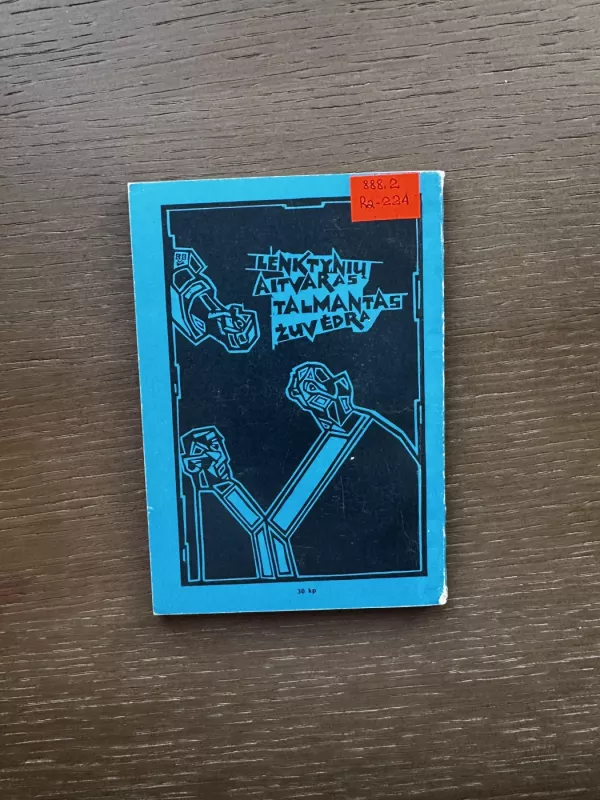 888.2
Ra-224
LENKTYNIŲ
AITVARAS
TALMANTAS
ŽUVĖDRA
30 kp